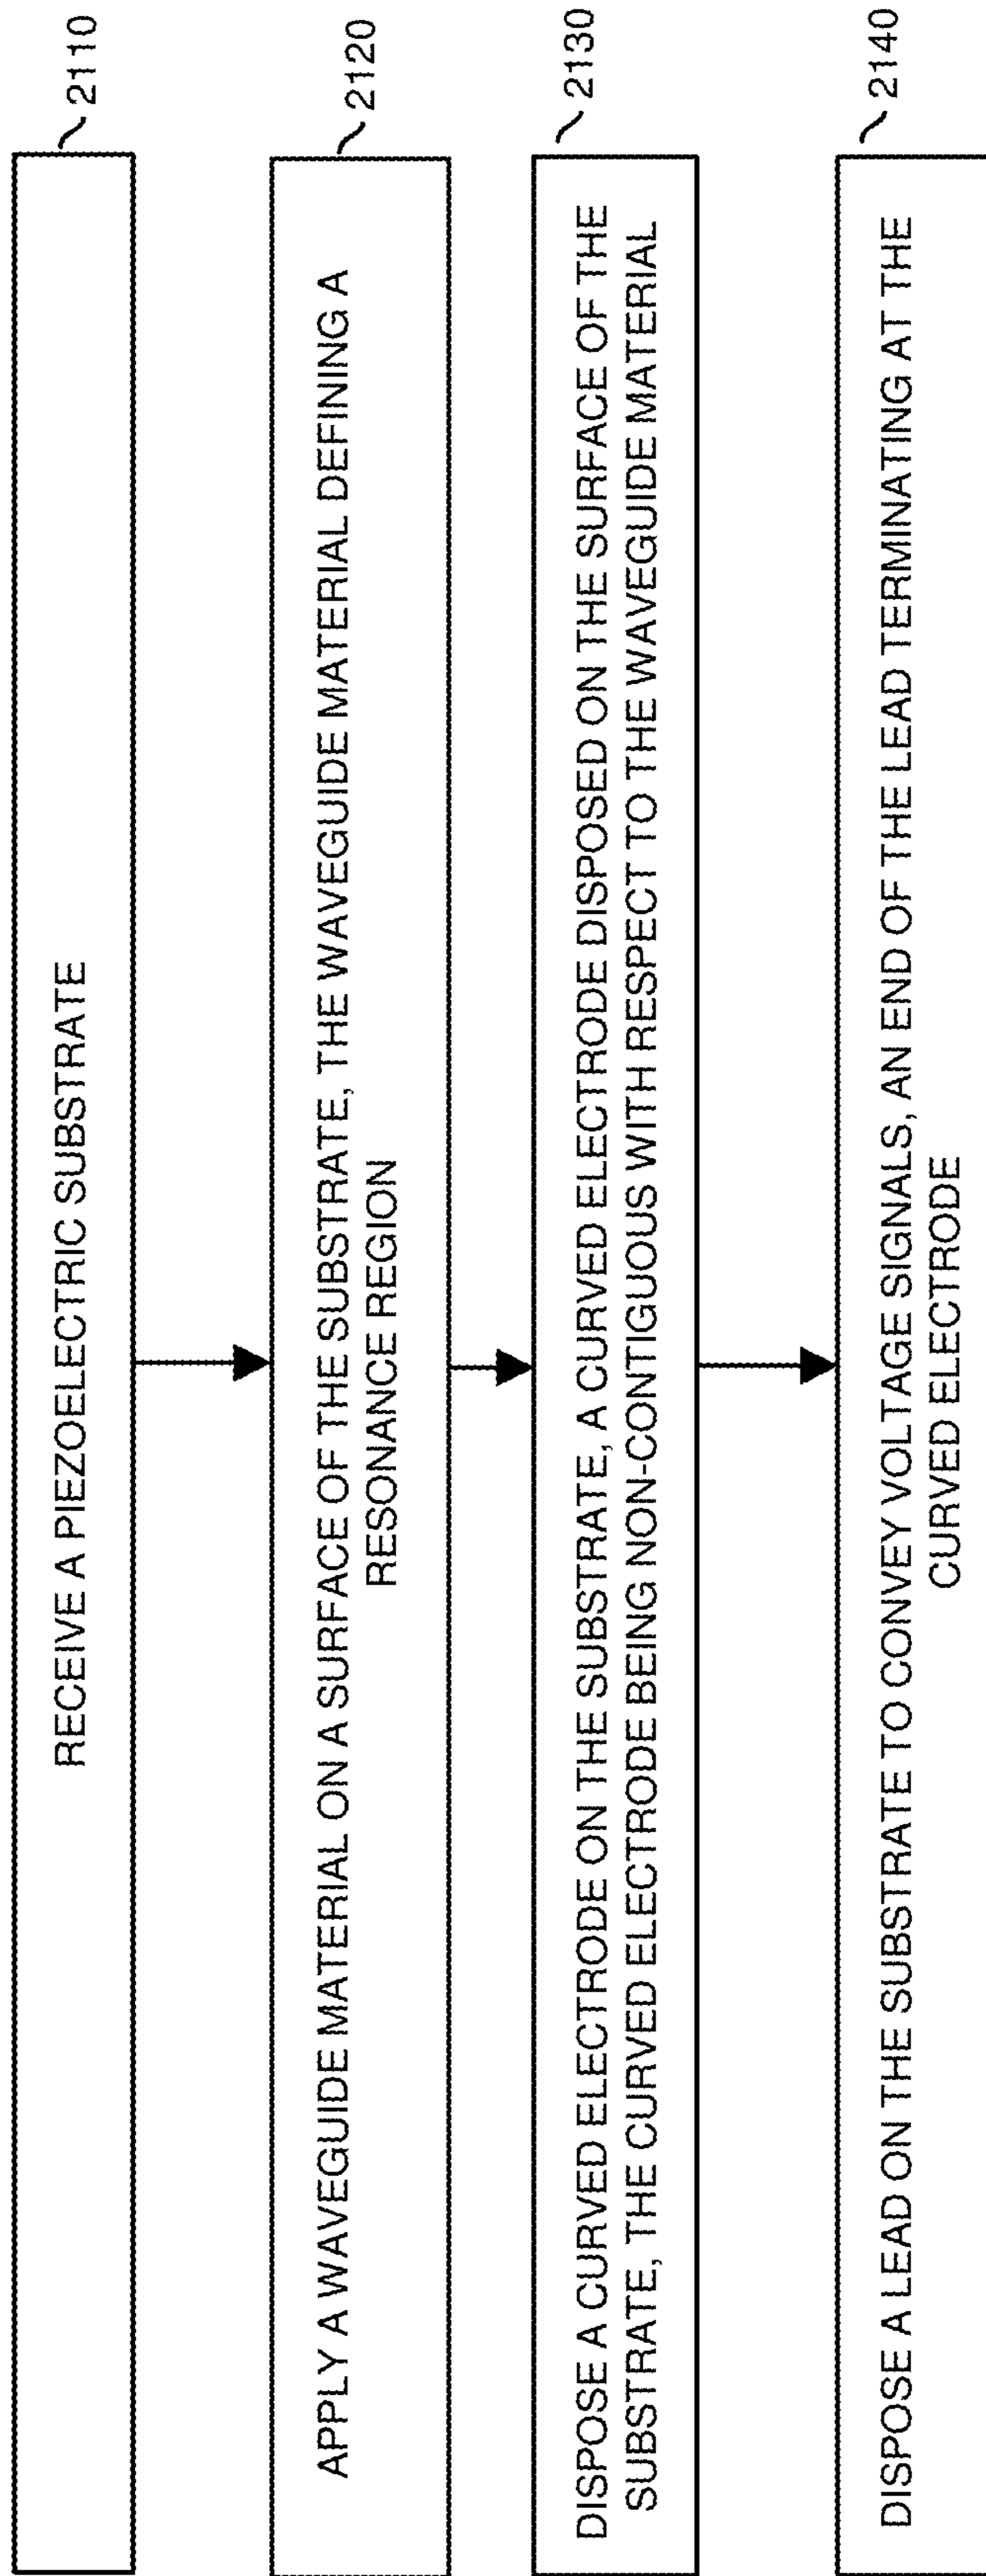 RECEIVE A PIEZOELECTRIC SUBSTRATE
2110
APPLY A WAVEGUIDE MATERIAL ON A SURFACE OF THE SUBSTRATE, THE WAVEGUIDE MATERIAL DEFINING A
RESONANCE REGION
2120
DISPOSE A CURVED ELECTRODE ON THE SUBSTRATE, A CURVED ELECTRODE DISPOSED ON THE SURFACE OF THE
SUBSTRATE, THE CURVED ELECTRODE BEING NON-CONTIGUOUS WITH RESPECT TO THE WAVEGUIDE MATERIAL
2130
DISPOSE A LEAD ON THE SUBSTRATE TO CONVEY VOLTAGE SIGNALS, AN END OF THE LEAD TERMINATING AT THE
CURVED ELECTRODE
2140